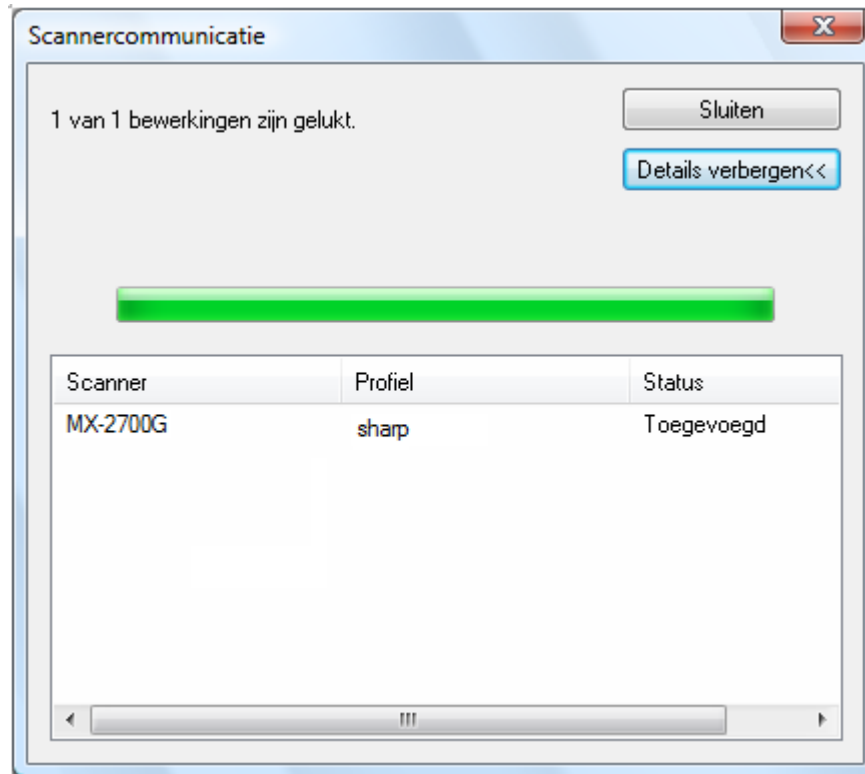 Scannercommunicatie
1 van 1 bewerkingen zijn gelukt.
Sluiten
Details verbergen<<
Scanner Profiel Status
MX-2700G sharp Toegevoegd